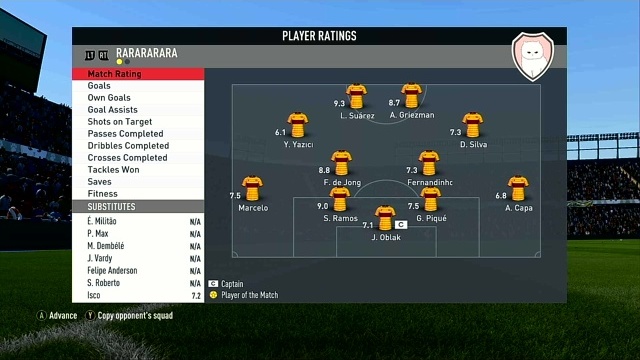 PLAYER RATINGS
LT RT RARARARARA
Match Rating
Goals
Own Goals
Goal Assists
Shots on Target
Passes Completed
Dribbles Completed
Crosses Completed
Tackles Won
Saves
Fitness
SUBSTITUTES
É. Militão N/A
P. Max N/A
M. Dembélé N/A
J. Vardy N/A
Felipe Anderson N/A
S. Roberto N/A
Isco 7.2
9.3
L. Suárez
8.7
A. Griezman
6.1
Y. Yazıcı
7.3
D. Silva
8.8
F. de Jong
7.3
Fernandinho
7.5
Marcelo
9.0
S. Ramos
7.5
G. Piqué
6.8
A. Capa
7.1
C
J. Oblak
C Captain
Player of the Match
A Advance Y Copy opponent's squad